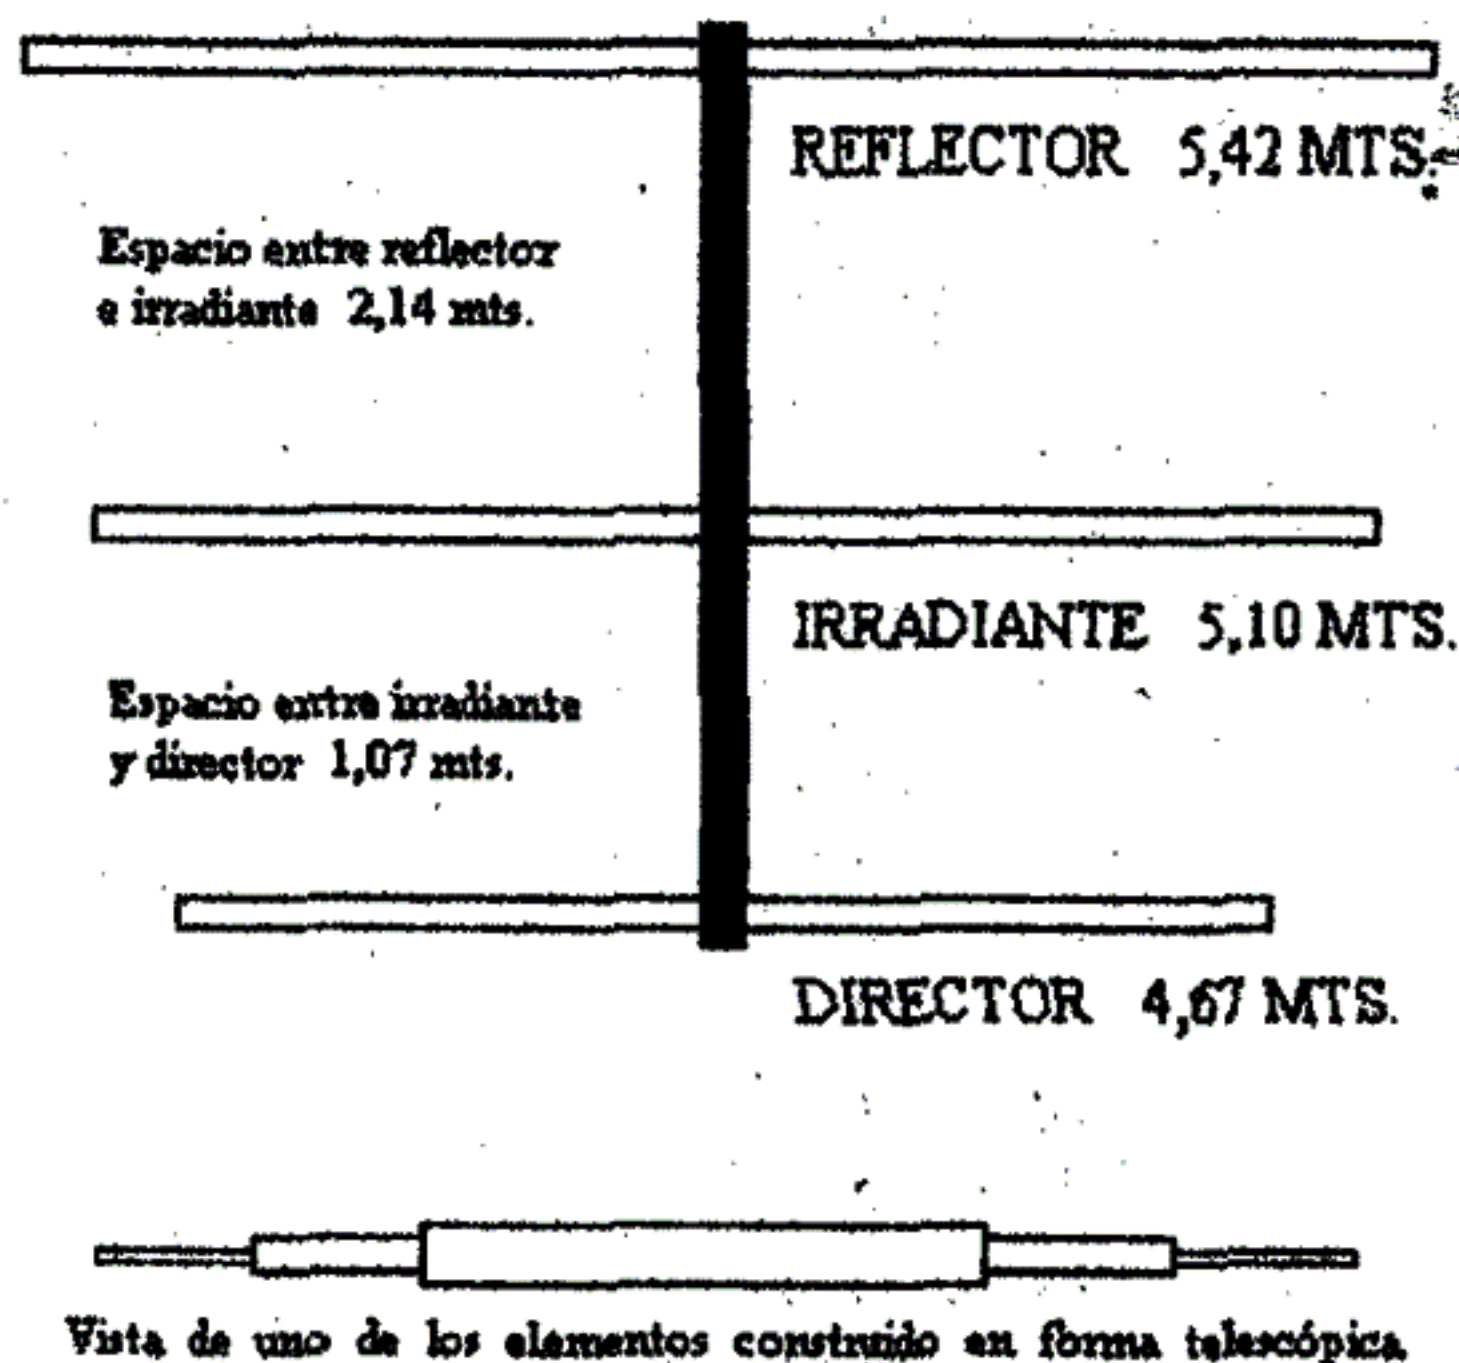 REFLECTOR 5,42 MTS.
Espacio entre reflector
e irradiante 2,14 mts.
IRRADIANTE 5,10 MTS.
Espacio entre irradiante
y director 1,07 mts.
DIRECTOR 4,67 MTS.
Vista de uno de los elementos construido en forma telescópica